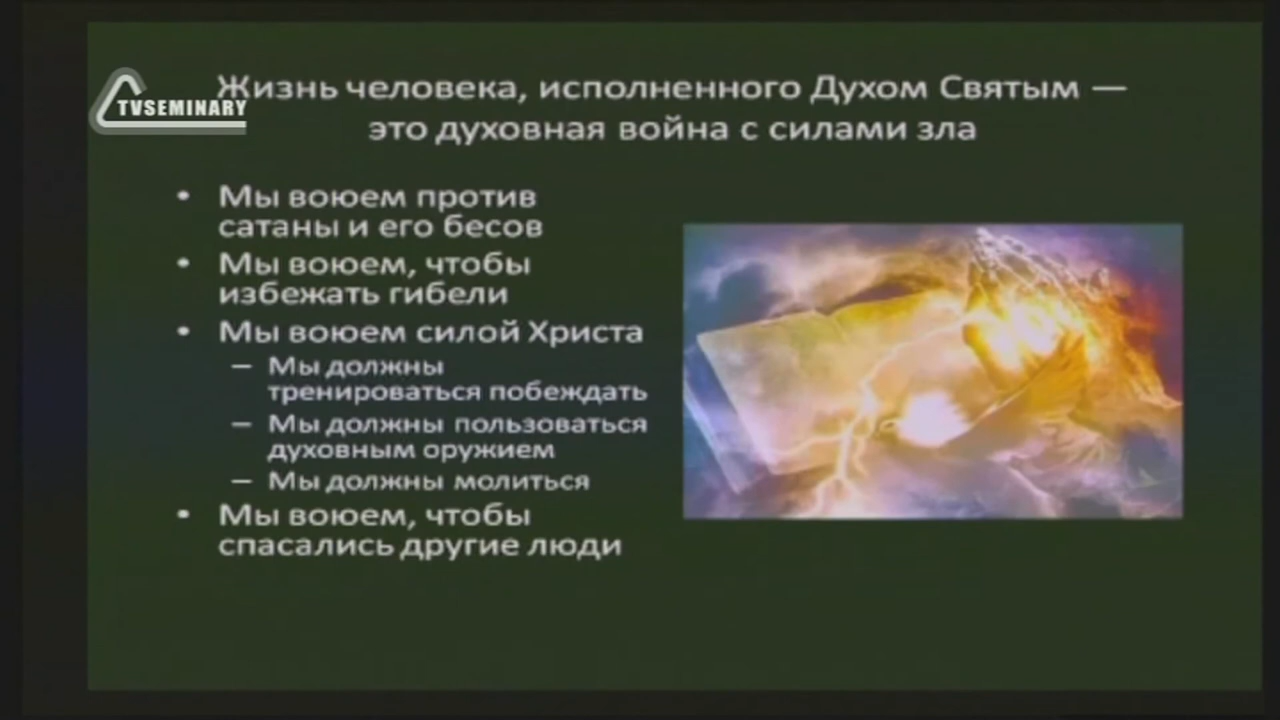 TVSEMINARY
Жизнь человека, исполненного Духом Святым —
это духовная война с силами зла
• Мы воюем против
сатаны и его бесов
• Мы воюем, чтобы
избежать гибели
• Мы воюем силой Христа
– Мы должны
тренироваться побеждать
– Мы должны пользоваться
духовным оружием
– Мы должны молиться
• Мы воюем, чтобы
спасались другие люди